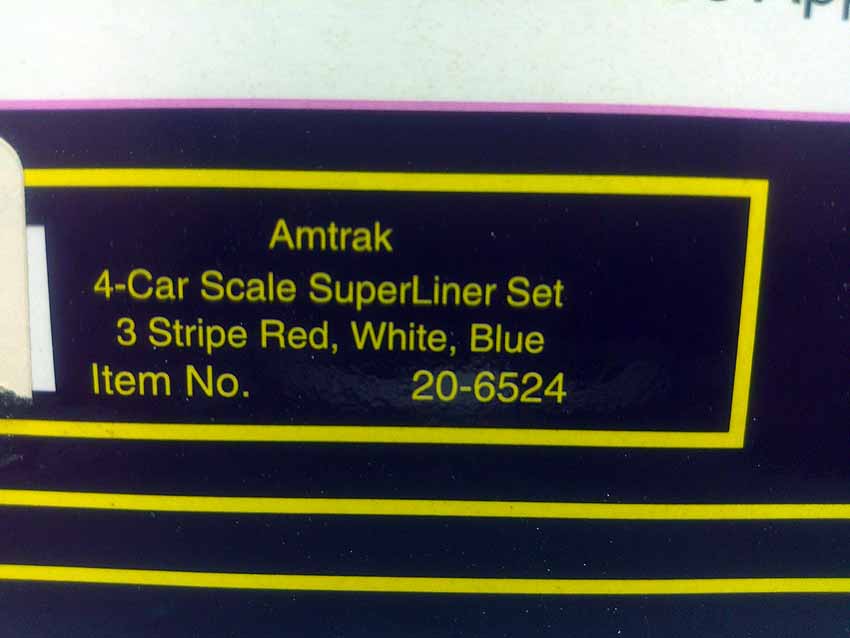 Amtrak
4-Car Scale SuperLiner Set
3 Stripe Red, White, Blue
Item No. 20-6524